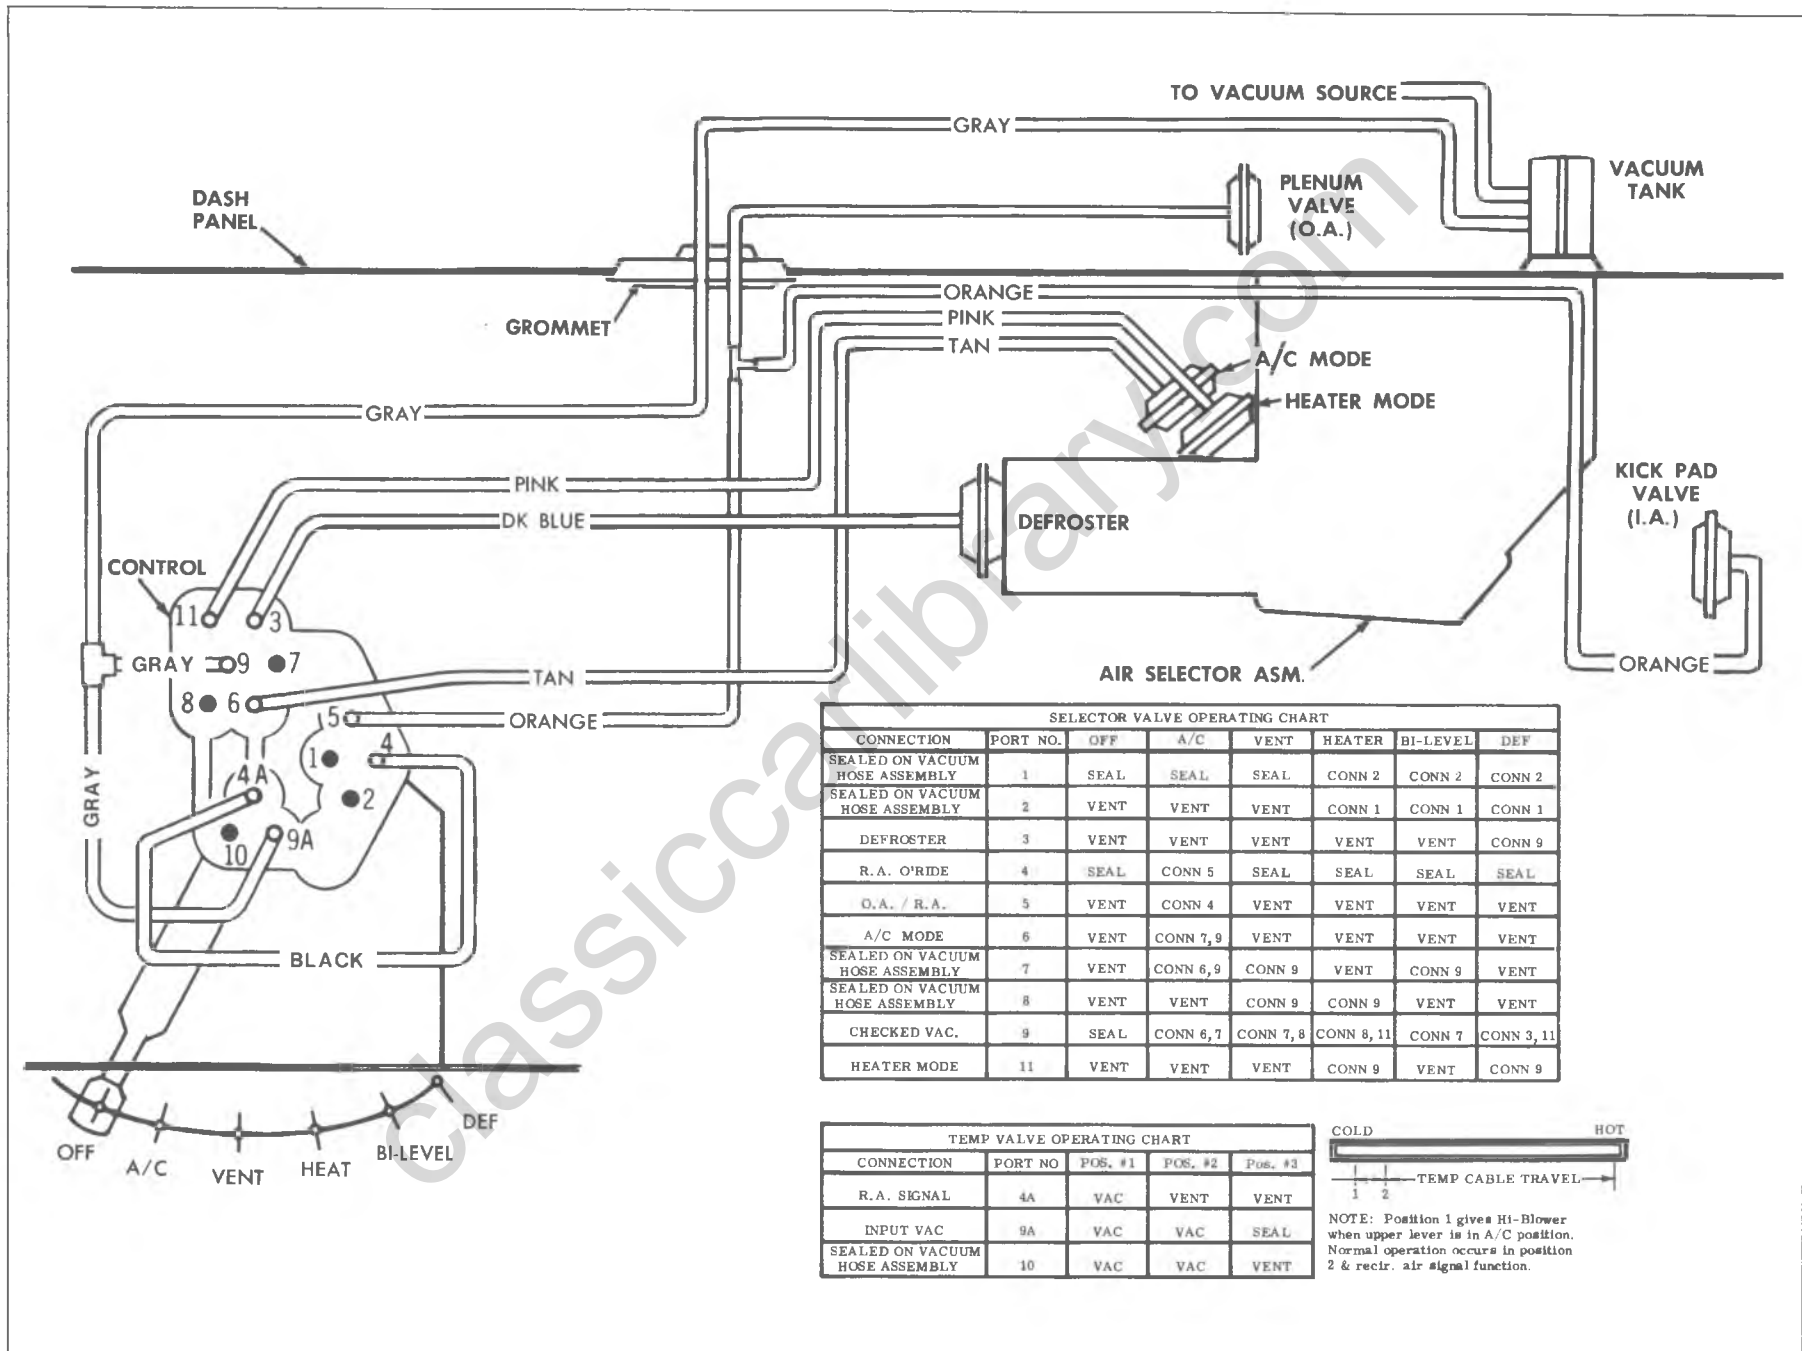 TO VACUUM SOURCE
GRAY
VACUUM
TANK
PLENUM
VALVE
(O.A.)
DASH
PANEL
GROMMET
ORANGE
PINK
TAN
A/C MODE
HEATER MODE
GRAY
PINK
DK BLUE
DEFROSTER
KICK PAD
VALVE
(I.A.)
CONTROL
11
3
GRAY
9
7
8
6
TAN
5
ORANGE
ORANGE
AIR SELECTOR ASM.
1
4
4A
2
GRAY
10
9A
BLACK
OFF
A/C
VENT
HEAT
BI-LEVEL
DEF
SELECTOR VALVE OPERATING CHART
CONNECTION PORT NO. OFF A/C VENT HEATER BI-LEVEL DEF
SEALED ON VACUUM
HOSE ASSEMBLY 1 SEAL SEAL SEAL CONN 2 CONN 2 CONN 2
SEALED ON VACUUM
HOSE ASSEMBLY 2 VENT VENT VENT CONN 1 CONN 1 CONN 1
DEFROSTER 3 VENT VENT VENT VENT VENT CONN 9
R.A. O'RIDE 4 SEAL CONN 5 SEAL SEAL SEAL SEAL
O.A. / R.A. 5 VENT CONN 4 VENT VENT VENT VENT
A/C MODE 6 VENT CONN 7,9 VENT VENT VENT VENT
SEALED ON VACUUM
HOSE ASSEMBLY 7 VENT CONN 6,9 CONN 9 VENT CONN 9 VENT
SEALED ON VACUUM
HOSE ASSEMBLY 8 VENT VENT CONN 9 CONN 9 VENT VENT
CHECKED VAC. 9 SEAL CONN 6,7 CONN 7,8 CONN 8,11 CONN 7 CONN 3,11
HEATER MODE 11 VENT VENT VENT CONN 9 VENT CONN 9
TEMP VALVE OPERATING CHART
CONNECTION PORT NO POS. #1 POS. #2 Pos. #3
R.A. SIGNAL 4A VAC VENT VENT
INPUT VAC 9A VAC VAC SEAL
SEALED ON VACUUM
HOSE ASSEMBLY 10 VAC VAC VENT
COLD HOT
TEMP CABLE TRAVEL
1 2
NOTE: Position 1 gives Hi-Blower
when upper lever is in A/C position.
Normal operation occurs in position
2 & recir. air signal function.
classiccarlibrary.com